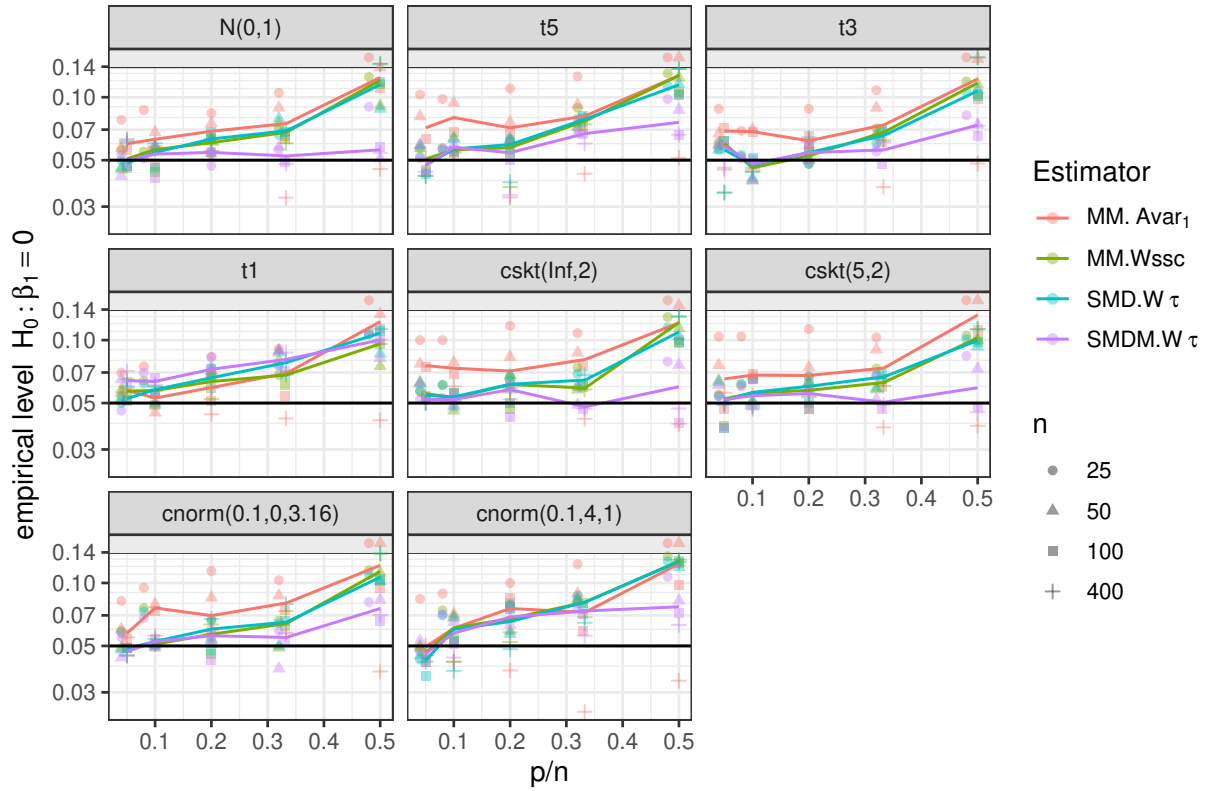 N(0,1)
t5
t3
0.14
0.10
0.07
0.05
0.03
t1
cskt(Inf,2)
cskt(5,2)
0.14
0.10
0.07
0.05
0.03
0.1 0.2 0.3 0.4 0.5
cnorm(0.1,0,3.16)
cnorm(0.1,4,1)
0.14
0.10
0.07
0.05
0.03
0.1 0.2 0.3 0.4 0.5
0.1 0.2 0.3 0.4 0.5
p/n
empirical level H₀ : β₁ = 0
Estimator
MM. Avar₁
MM.Wssc
SMD.W τ
SMDM.W τ
n
25
50
100
400